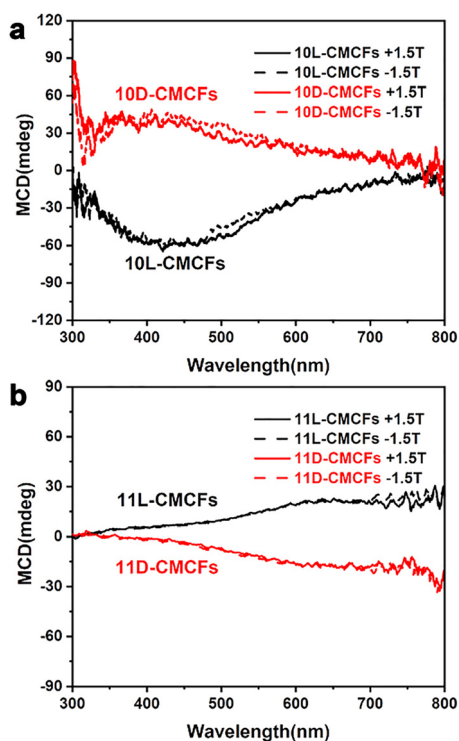 a
120
90
60
30
0
-30
-60
-90
-120
MCD(mdeg)
10L-CMCFs +1.5T
10L-CMCFs -1.5T
10D-CMCFs +1.5T
10D-CMCFs -1.5T
10D-CMCFs
10L-CMCFs
300 400 500 600 700 800
Wavelength(nm)
b
90
60
30
0
-30
-60
-90
MCD(mdeg)
11L-CMCFs +1.5T
11L-CMCFs -1.5T
11D-CMCFs +1.5T
11D-CMCFs -1.5T
11L-CMCFs
11D-CMCFs
300 400 500 600 700 800
Wavelength(nm)